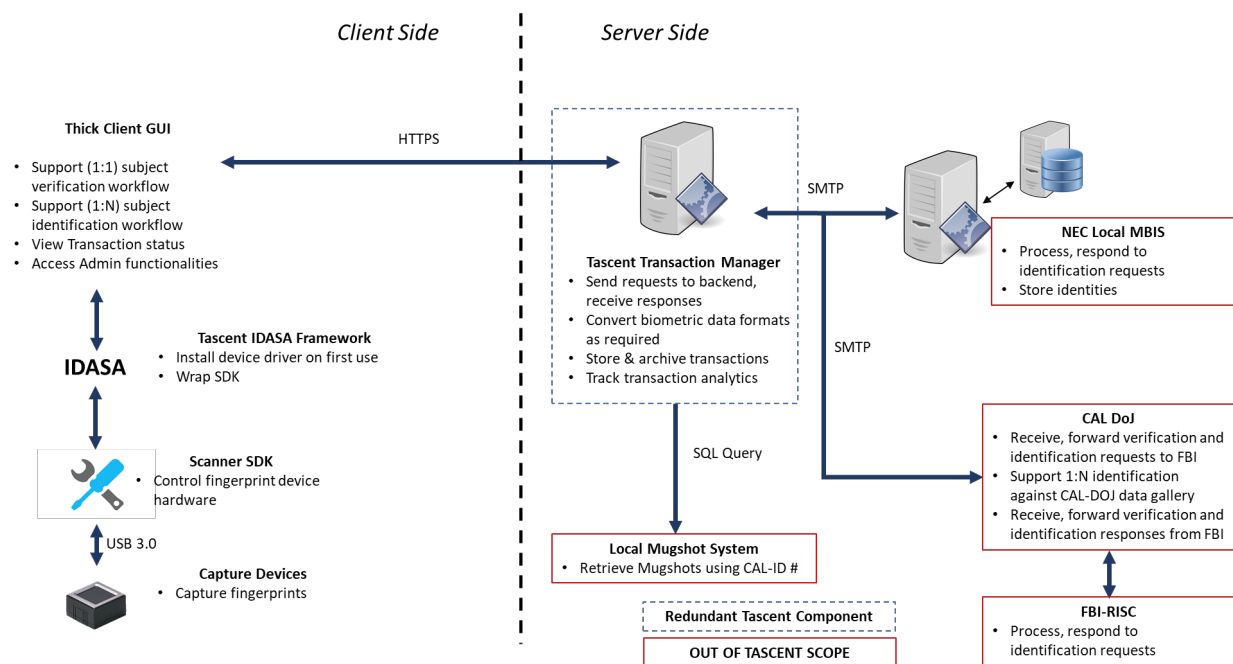 Client Side
Server Side
Thick Client GUI
• Support (1:1) subject
verification workflow
• Support (1:N) subject
identification workflow
• View Transaction status
• Access Admin functionalities
HTTPS
Tascent IDASA Framework
• Install device driver on first use
• Wrap SDK
IDASA
Scanner SDK
• Control fingerprint device
hardware
USB 3.0
Capture Devices
• Capture fingerprints
Tascent Transaction Manager
• Send requests to backend,
receive responses
• Convert biometric data formats
as required
• Store & archive transactions
• Track transaction analytics
SMTP
NEC Local MBIS
• Process, respond to
identification requests
• Store identities
SMTP
SQL Query
CAL DoJ
• Receive, forward verification and
identification requests to FBI
• Support 1:N identification
against CAL-DOJ data gallery
• Receive, forward verification and
identification responses from FBI
Local Mugshot System
• Retrieve Mugshots using CAL-ID #
FBI-RISC
• Process, respond to
identification requests
Redundant Tascent Component
OUT OF TASCENT SCOPE